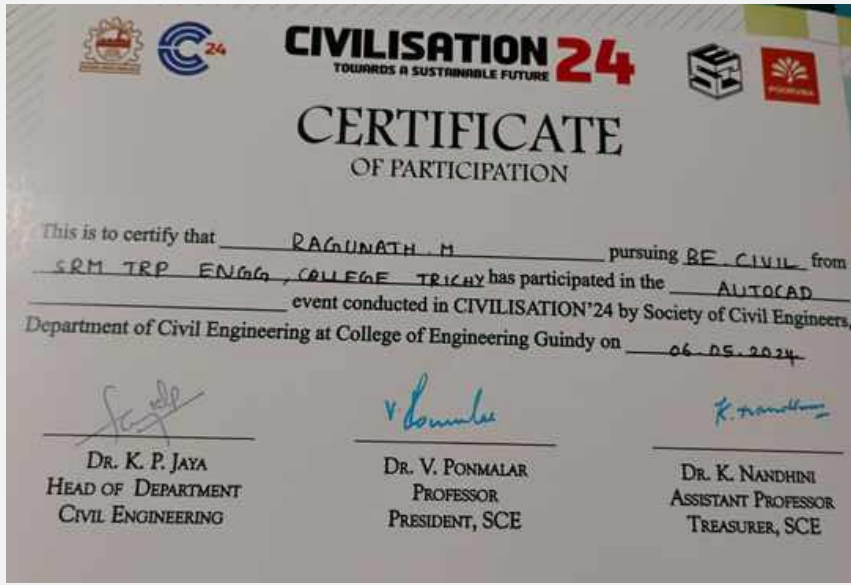 24
CIVILISATION 24
TOWARDS A SUSTAINABLE FUTURE
CERTIFICATE
OF PARTICIPATION
This is to certify that RAGUNATH. M pursuing BE. CIVIL from
SRM TRP ENGG, COLLEGE TRICHY has participated in the AUTOCAD
event conducted in CIVILISATION'24 by Society of Civil Engineers,
Department of Civil Engineering at College of Engineering Guindy on 06.05.2024
DR. K. P. JAYA
HEAD OF DEPARTMENT
CIVIL ENGINEERING
DR. V. PONMALAR
PROFESSOR
PRESIDENT, SCE
DR. K. NANDHINI
ASSISTANT PROFESSOR
TREASURER, SCE